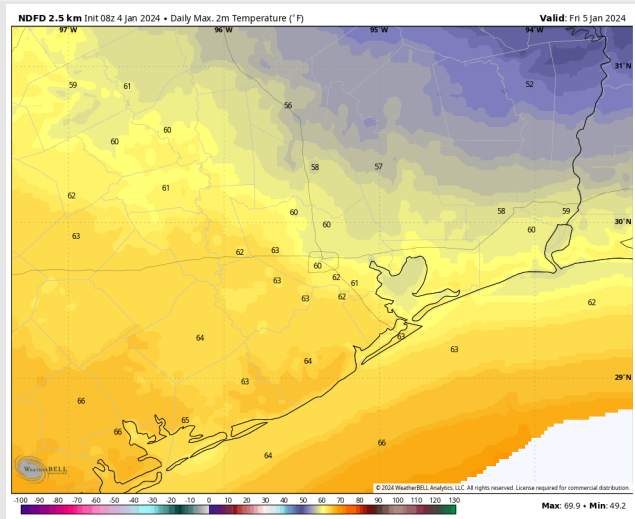 NDFD 2.5 km Init 08z 4 Jan 2024 • Daily Max. 2m Temperature (°F)
Valid: Fri 5 Jan 2024
97°W 96°W 95°W 94°W
31°N
59 61 52
56
60 60
58 57
61
62
60 58 59
30°N
60 60
63
62 63
60
63 62 61
63 62 62
64 63
63
64
29°N
63
66
65
66 66
64
WEATHERBELL
© 2024 WeatherBELL Analytics, LLC. All rights reserved. License required for commercial distribution.
-100 -90 -80 -70 -60 -50 -40 -30 -20 -10 0 10 20 30 40 50 60 70 80 90 100 110 120 130
Max: 69.9 • Min: 49.2